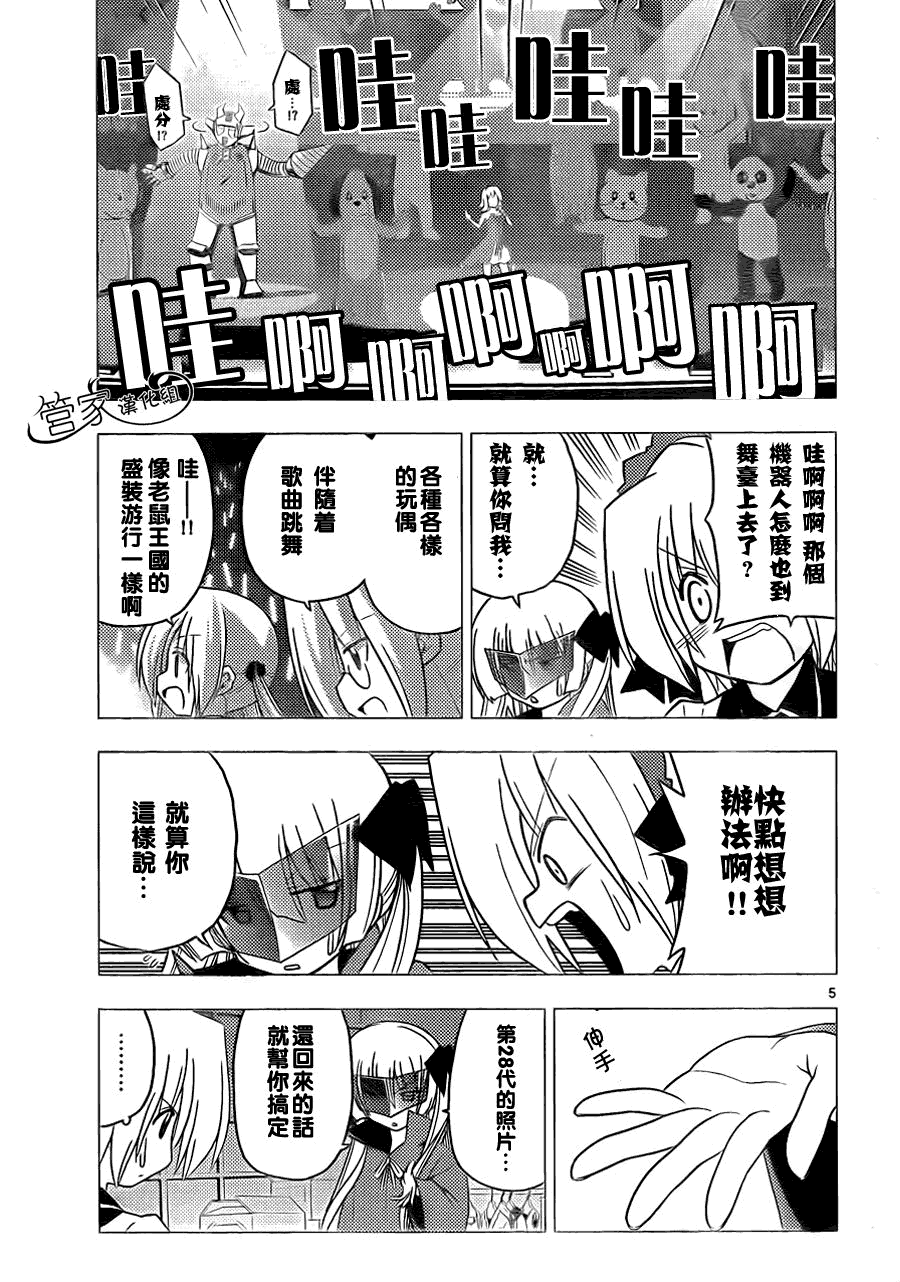 哇
哇
哇
哇
哇
哇
處…!?
處分!?
哇
啊
啊
啊
啊
啊
啊
管家
漢化組
哇啊啊啊 那個
機器人怎麼也到
舞臺上去了?
就…
就算你問我…
各種各樣
的玩偶
伴隨着
歌曲跳舞
哇——!!
像老鼠王國的
盛裝游行一樣啊
快點想想
辦法啊!!
就算你
這樣說…
5
伸手
第28代的照片…
還回來的話
就幫你搞定
………